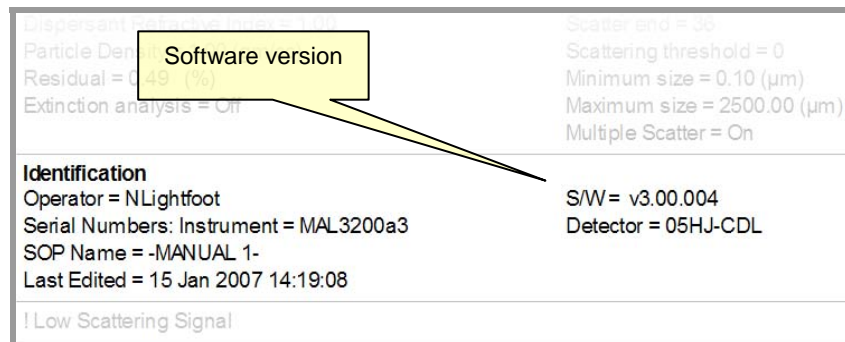 Dispersant Refractive Index = 1.00
Particle Den
Residual = 0.49 (%)
Extinction analysis = Off
Scatter end = 36
Scattering threshold = 0
Minimum size = 0.10 (µm)
Maximum size = 2500.00 (µm)
Multiple Scatter = On
Software version
Identification
Operator = NLightfoot
Serial Numbers: Instrument = MAL3200a3
SOP Name = -MANUAL 1-
Last Edited = 15 Jan 2007 14:19:08
S/W = v3.00.004
Detector = 05HJ-CDL
! Low Scattering Signal